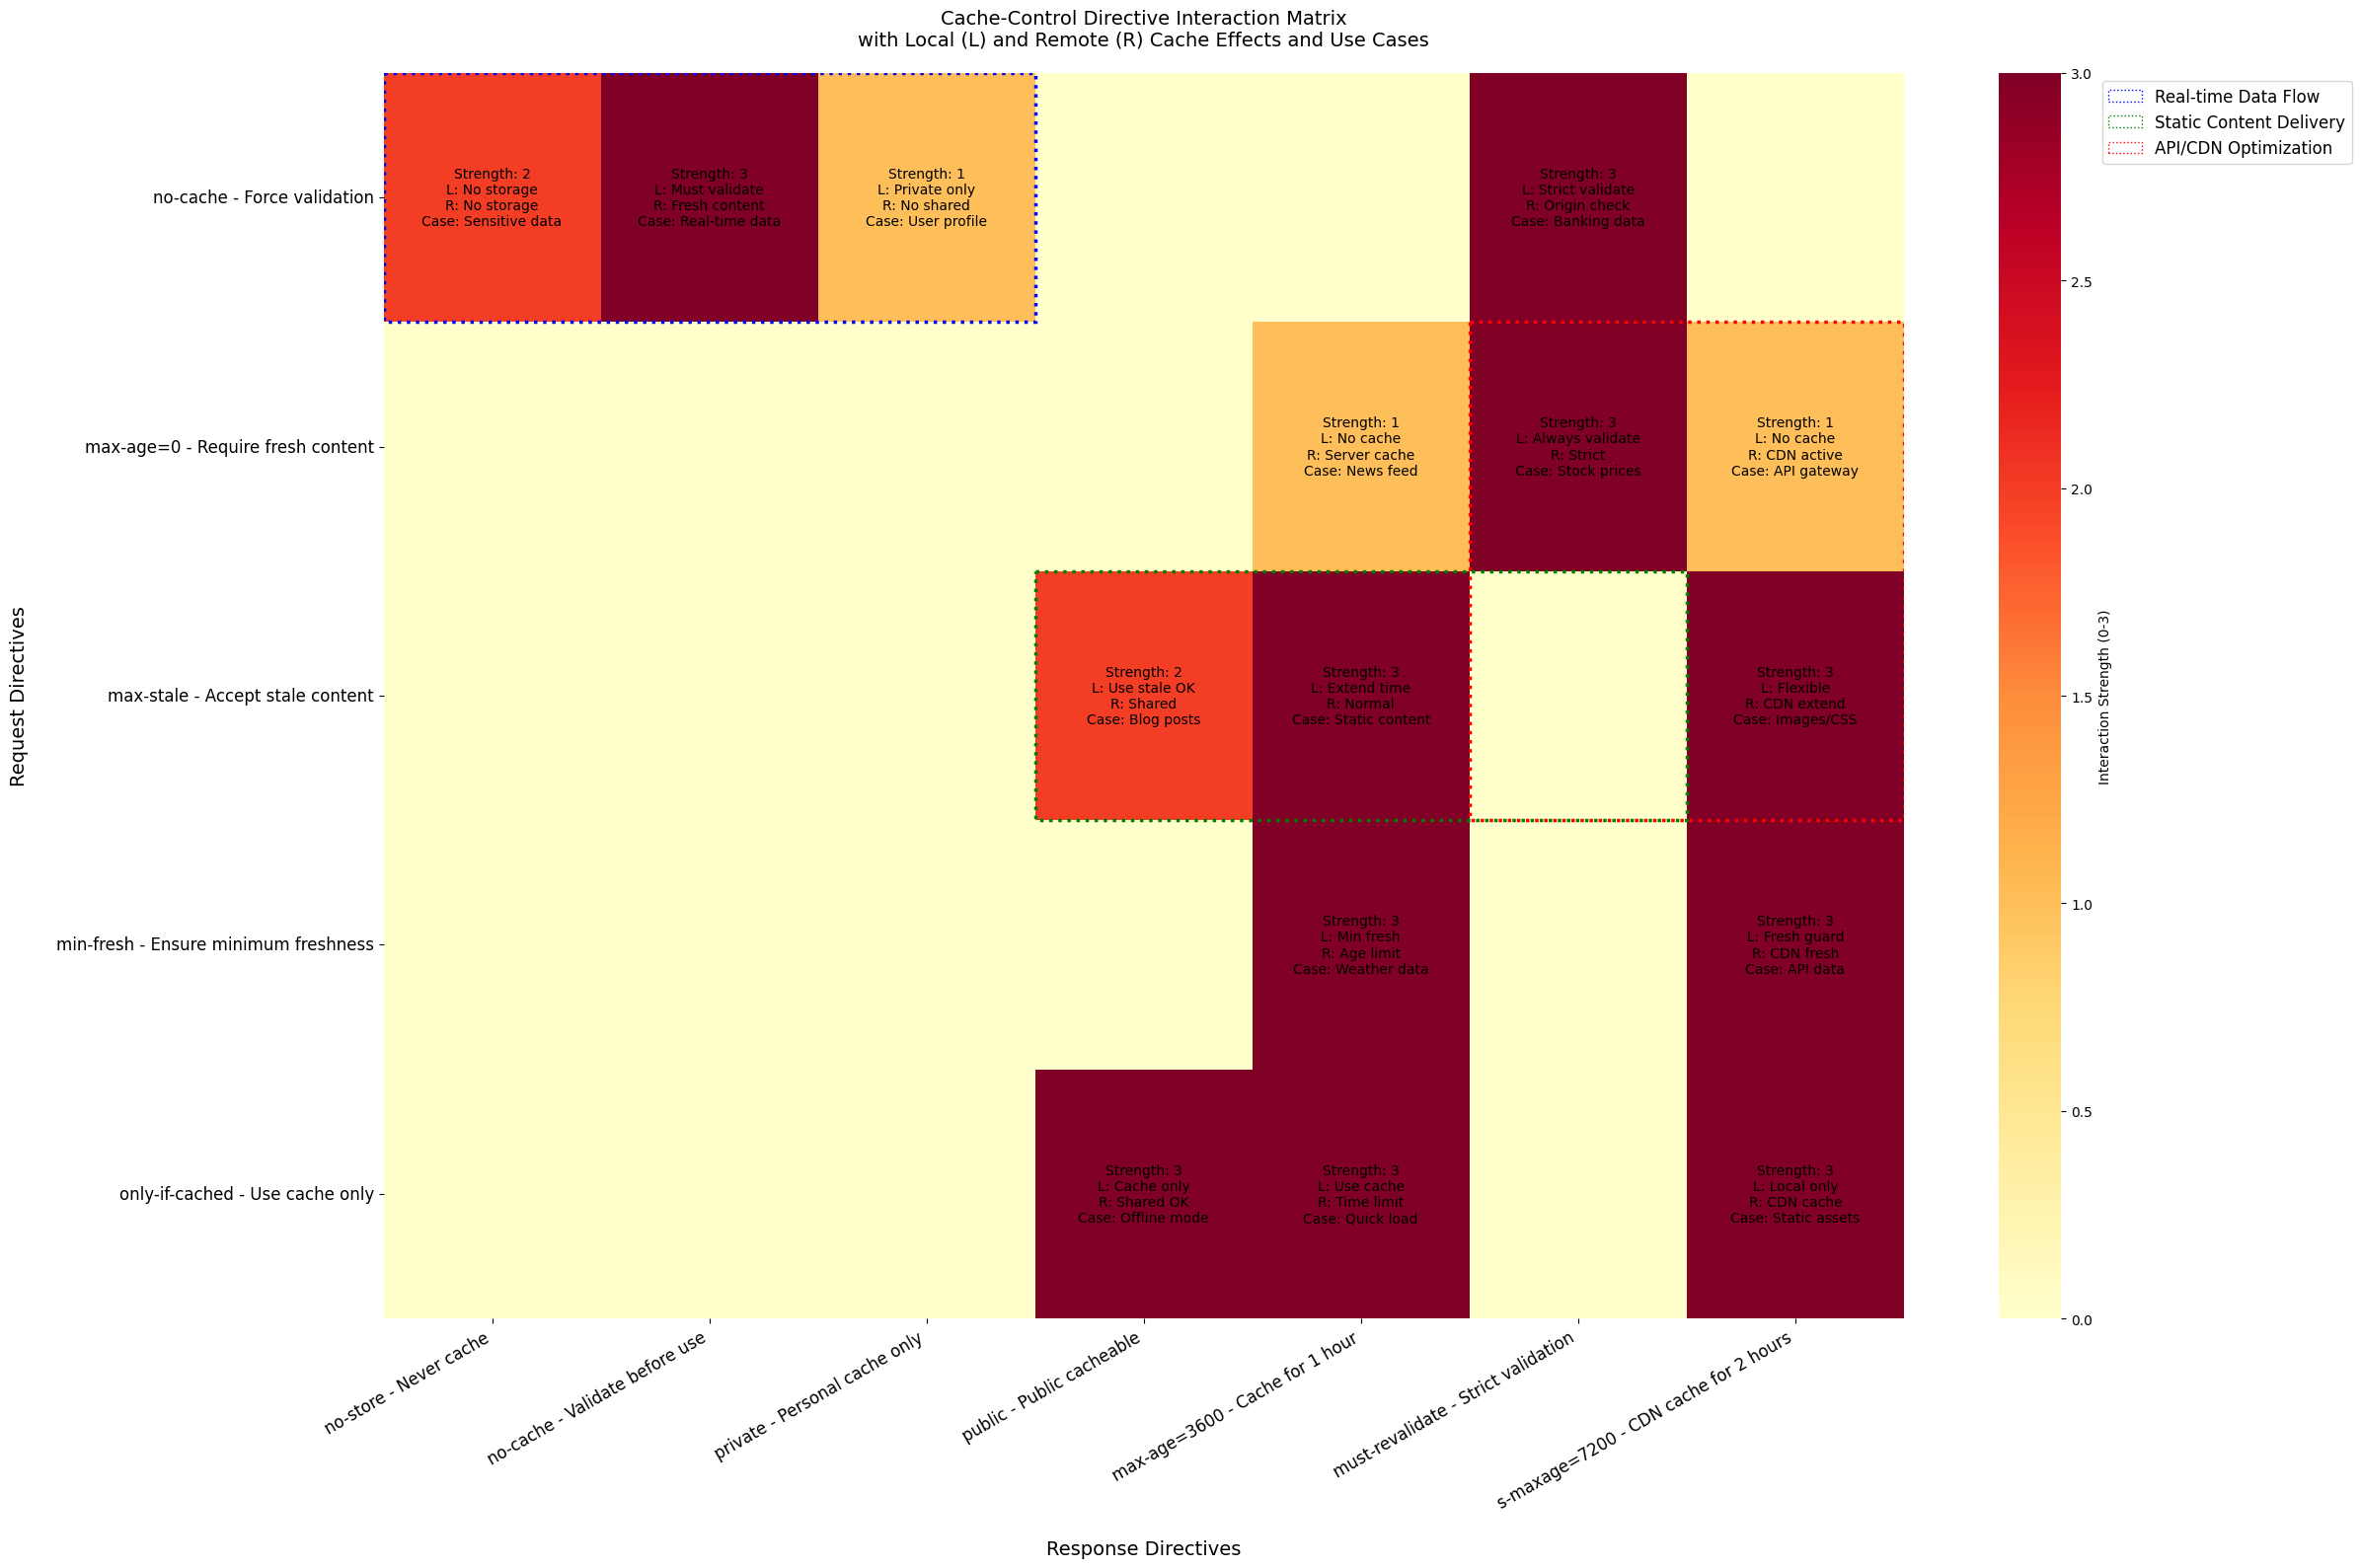 Cache-Control Directive Interaction Matrix
with Local (L) and Remote (R) Cache Effects and Use Cases
Request Directives
no-cache - Force validation
Strength: 2
L: No storage
R: No storage
Case: Sensitive data
Strength: 3
L: Must validate
R: Fresh content
Case: Real-time data
Strength: 1
L: Private only
R: No shared
Case: User profile
Strength: 3
L: Strict validate
R: Origin check
Case: Banking data
max-age=0 - Require fresh content
Strength: 1
L: No cache
R: Server cache
Case: News feed
Strength: 3
L: Always validate
R: Strict
Case: Stock prices
Strength: 1
L: No cache
R: CDN active
Case: API gateway
max-stale - Accept stale content
Strength: 2
L: Use stale OK
R: Shared
Case: Blog posts
Strength: 3
L: Extend time
R: Normal
Case: Static content
Strength: 3
L: Flexible
R: CDN extend
Case: Images/CSS
min-fresh - Ensure minimum freshness
Strength: 3
L: Min fresh
R: Age limit
Case: Weather data
Strength: 3
L: Fresh guard
R: CDN fresh
Case: API data
only-if-cached - Use cache only
Strength: 3
L: Cache only
R: Shared OK
Case: Offline mode
Strength: 3
L: Use cache
R: Time limit
Case: Quick load
Strength: 3
L: Local only
R: CDN cache
Case: Static assets
no-store - Never cache
no-cache - Validate before use
private - Personal cache only
public - Public cacheable
max-age=3600 - Cache for 1 hour
must-revalidate - Strict validation
s-maxage=7200 - CDN cache for 2 hours
Response Directives
3.0
2.5
2.0
1.5
1.0
0.5
0.0
Interaction Strength (0-3)
Real-time Data Flow
Static Content Delivery
API/CDN Optimization